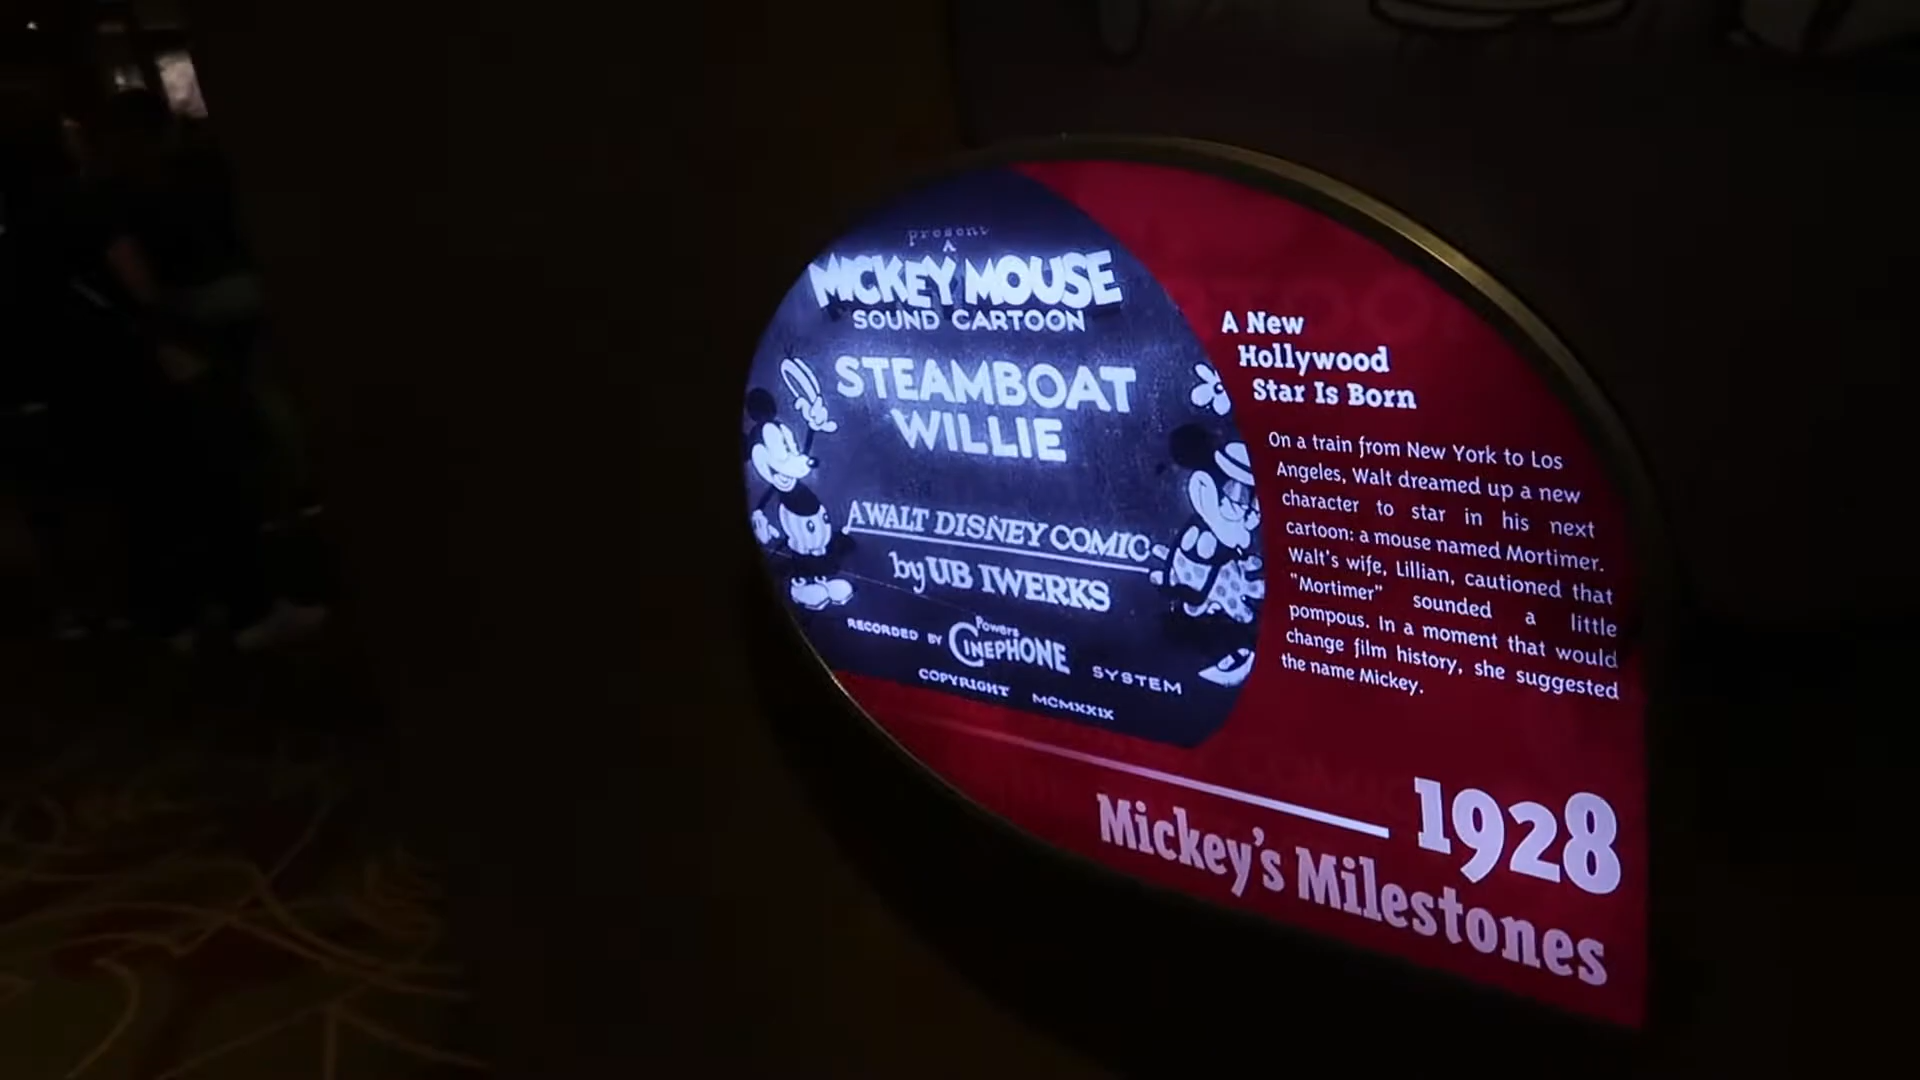 present
A
MICKEY MOUSE
SOUND CARTOON
STEAMBOAT
WILLIE
A WALT DISNEY COMIC
by UB IWERKS
RECORDED BY Powers CINEPHONE SYSTEM
COPYRIGHT MCMXXIX
A New
Hollywood
Star Is Born
On a train from New York to Los
Angeles, Walt dreamed up a new
character to star in his next
cartoon: a mouse named Mortimer.
Walt's wife, Lillian, cautioned that
"Mortimer" sounded a little
pompous. In a moment that would
change film history, she suggested
the name Mickey.
1928
Mickey's Milestones